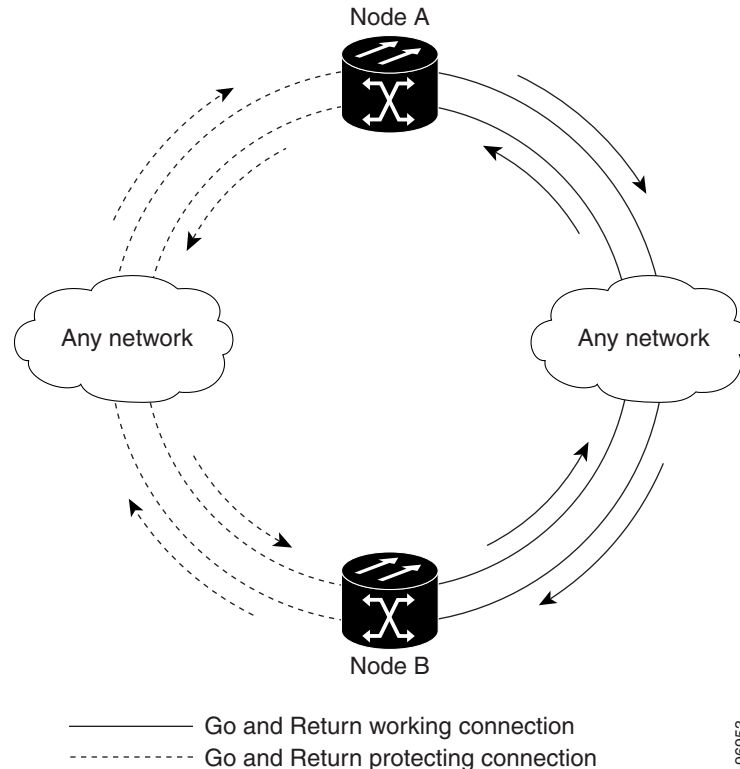 Node A
Any network
Any network
Node B
Go and Return working connection
Go and Return protecting connection